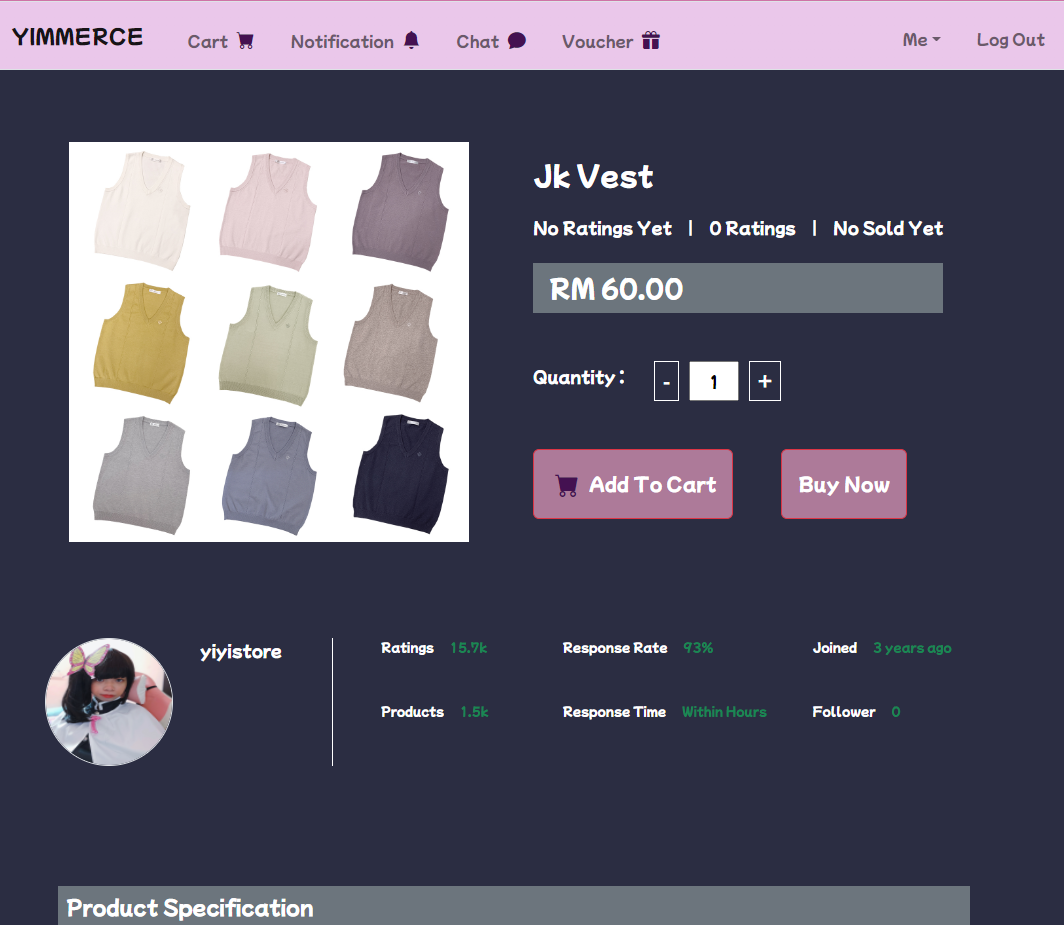 YIMMERCE Cart Notification Chat Voucher Me Log Out
Jk Vest
No Ratings Yet | 0 Ratings | No Sold Yet
RM 60.00
Quantity : - 1 +
Add To Cart Buy Now
yiyistore
Ratings 15.7k Response Rate 93% Joined 3 years ago
Products 1.5k Response Time Within Hours Follower 0
Product Specification